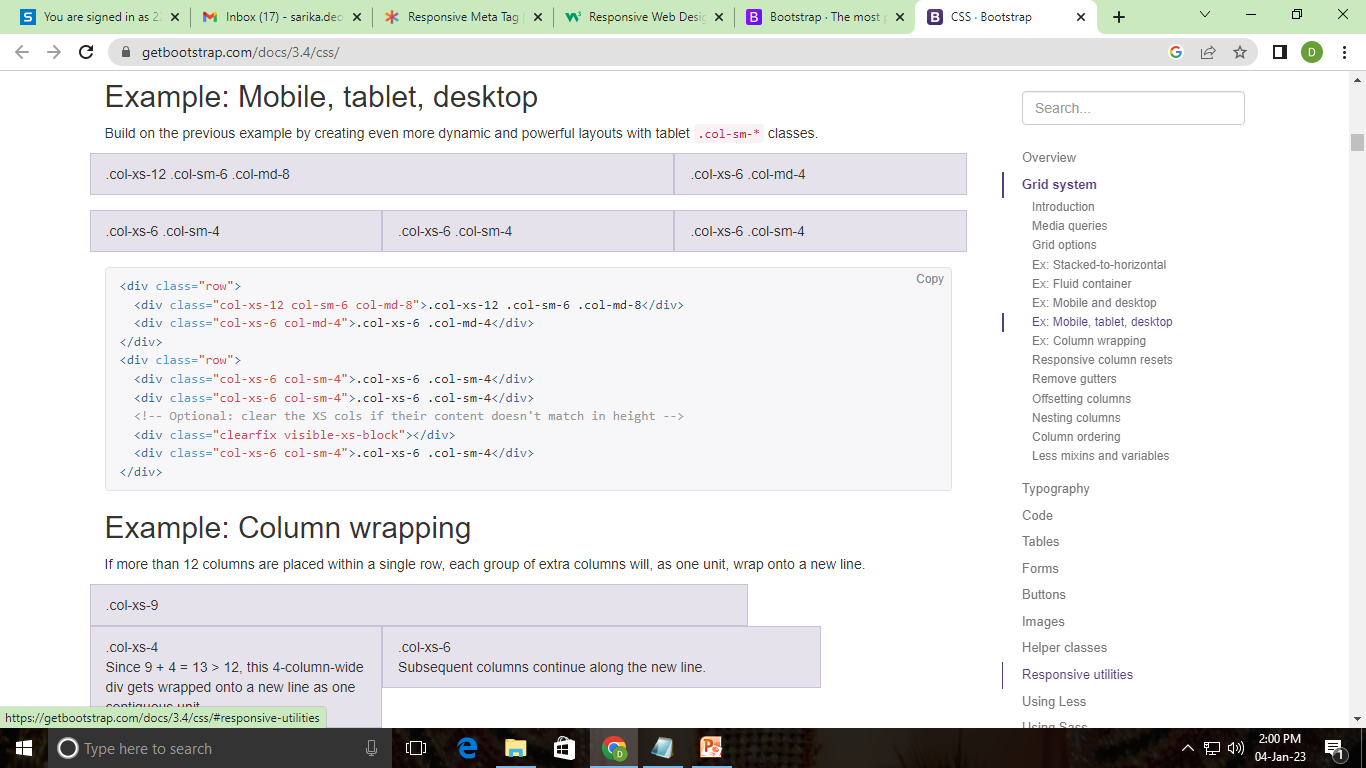 You are signed in as 2
Inbox (17) - sarika.deo
Responsive Meta Tag
Responsive Web Desig
Bootstrap · The most p
CSS · Bootstrap
getbootstrap.com/docs/3.4/css/
D
Example: Mobile, tablet, desktop
Build on the previous example by creating even more dynamic and powerful layouts with tablet .col-sm-* classes.
.col-xs-12 .col-sm-6 .col-md-8
.col-xs-6 .col-md-4
.col-xs-6 .col-sm-4
.col-xs-6 .col-sm-4
.col-xs-6 .col-sm-4
Copy
<div class="row">
  <div class="col-xs-12 col-sm-6 col-md-8">.col-xs-12 .col-sm-6 .col-md-8</div>
  <div class="col-xs-6 col-md-4">.col-xs-6 .col-md-4</div>
</div>
<div class="row">
  <div class="col-xs-6 col-sm-4">.col-xs-6 .col-sm-4</div>
  <div class="col-xs-6 col-sm-4">.col-xs-6 .col-sm-4</div>
  <!-- Optional: clear the XS cols if their content doesn't match in height -->
  <div class="clearfix visible-xs-block"></div>
  <div class="col-xs-6 col-sm-4">.col-xs-6 .col-sm-4</div>
</div>
Example: Column wrapping
If more than 12 columns are placed within a single row, each group of extra columns will, as one unit, wrap onto a new line.
.col-xs-9
.col-xs-4
Since 9 + 4 = 13 > 12, this 4-column-wide
div gets wrapped onto a new line as one
contiguous unit.
.col-xs-6
Subsequent columns continue along the new line.
Search...
Overview
Grid system
Introduction
Media queries
Grid options
Ex: Stacked-to-horizontal
Ex: Fluid container
Ex: Mobile and desktop
Ex: Mobile, tablet, desktop
Ex: Column wrapping
Responsive column resets
Remove gutters
Offsetting columns
Nesting columns
Column ordering
Less mixins and variables
Typography
Code
Tables
Forms
Buttons
Images
Helper classes
Responsive utilities
Using Less
Using Sass
https://getbootstrap.com/docs/3.4/css/#responsive-utilities
Type here to search
2:00 PM
04-Jan-23
1